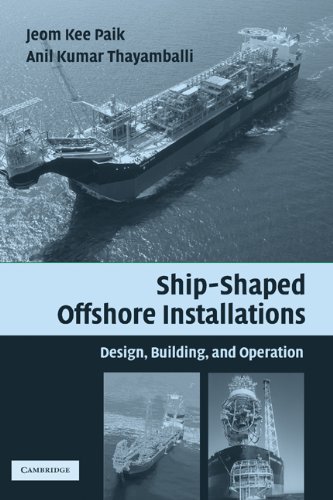 Jeom Kee Paik
Anil Kumar Thayamballi
Ship-Shaped
Offshore Installations
Design, Building, and Operation
CAMBRIDGE